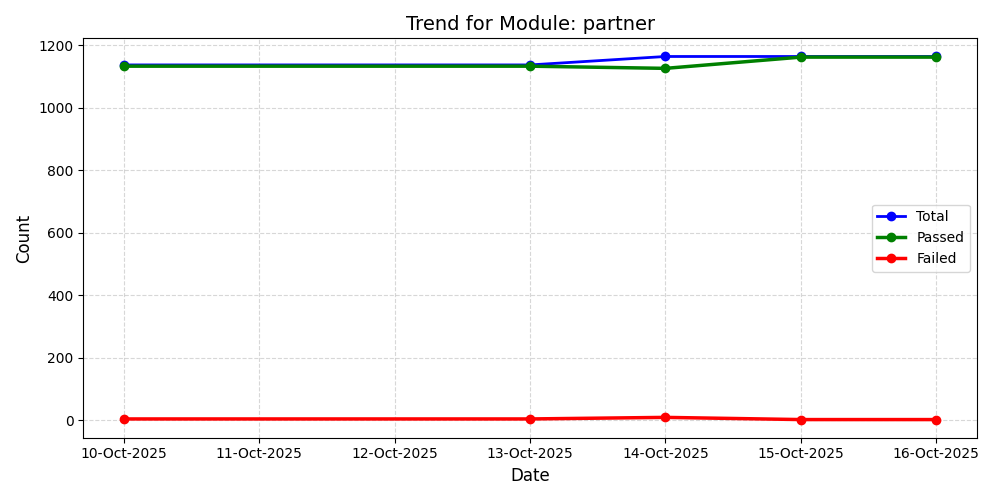 Trend for Module: partner
1200
1000
800
600
400
200
0
Count
Total
Passed
Failed
10-Oct-2025 11-Oct-2025 12-Oct-2025 13-Oct-2025 14-Oct-2025 15-Oct-2025 16-Oct-2025
Date